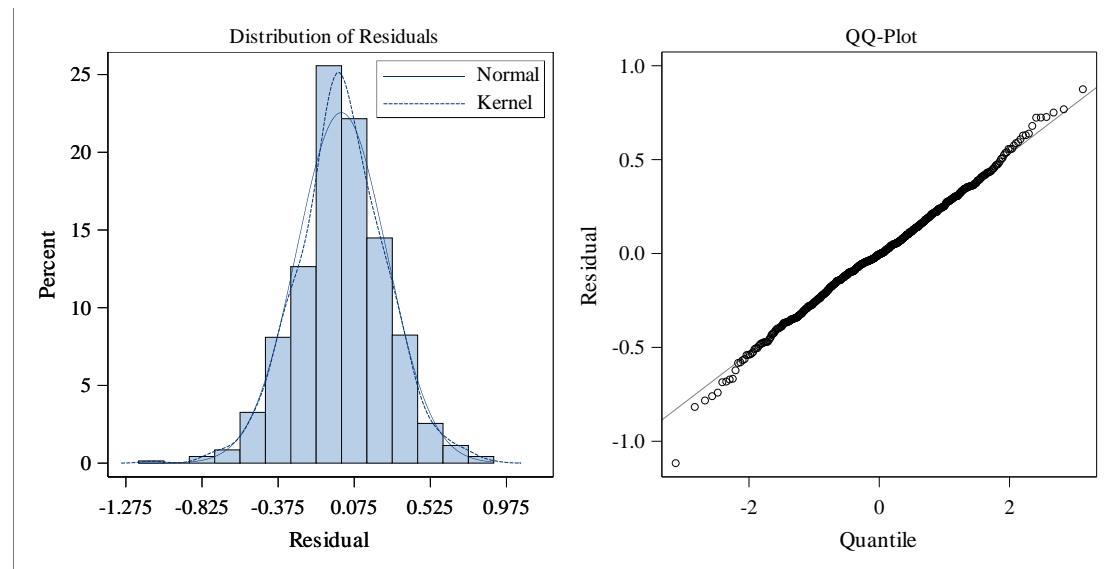 Distribution of Residuals
Normal
Kernel
25
20
15
10
5
0
Percent
-1.275 -0.825 -0.375 0.075 0.525 0.975
Residual
QQ-Plot
1.0
0.5
0.0
-0.5
-1.0
Residual
-2 0 2
Quantile